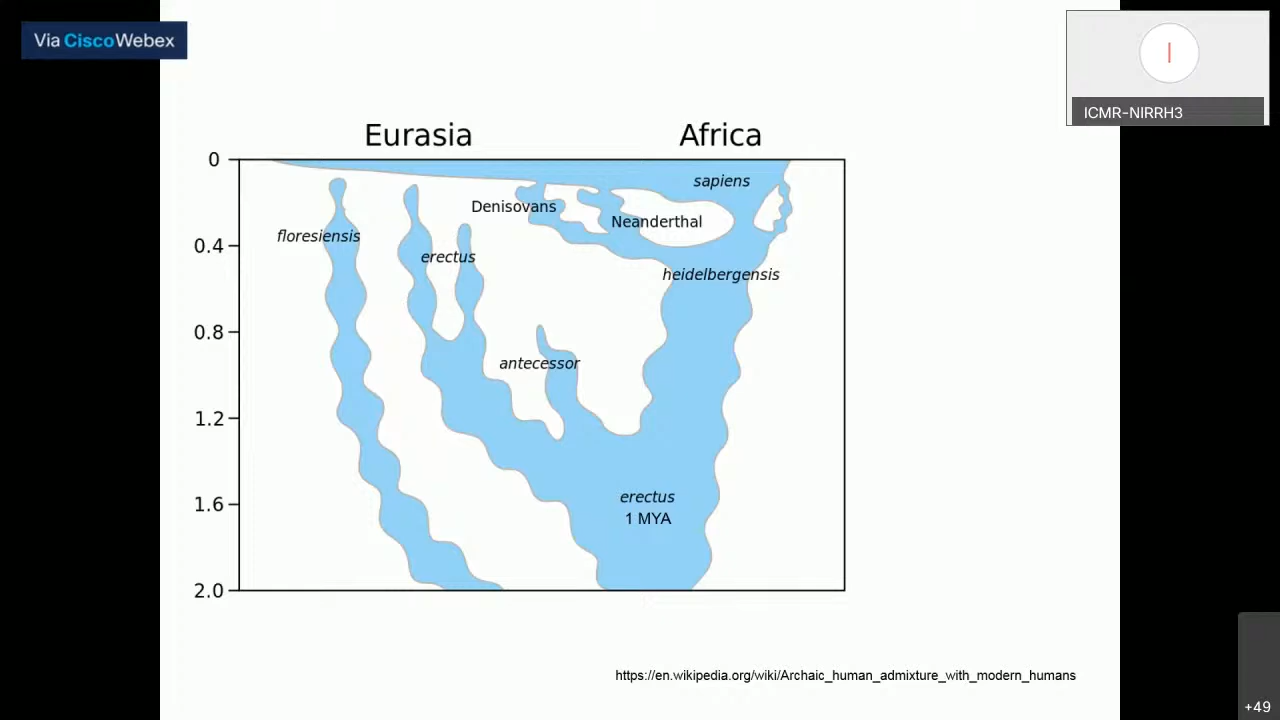 Via CiscoWebex
ICMR-NIRRH3
Eurasia Africa
0
sapiens
Denisovans
Neanderthal
floresiensis
0.4
erectus
heidelbergensis
0.8
antecessor
1.2
erectus
1.6
1 MYA
2.0
https://en.wikipedia.org/wiki/Archaic_human_admixture_with_modern_humans
+49